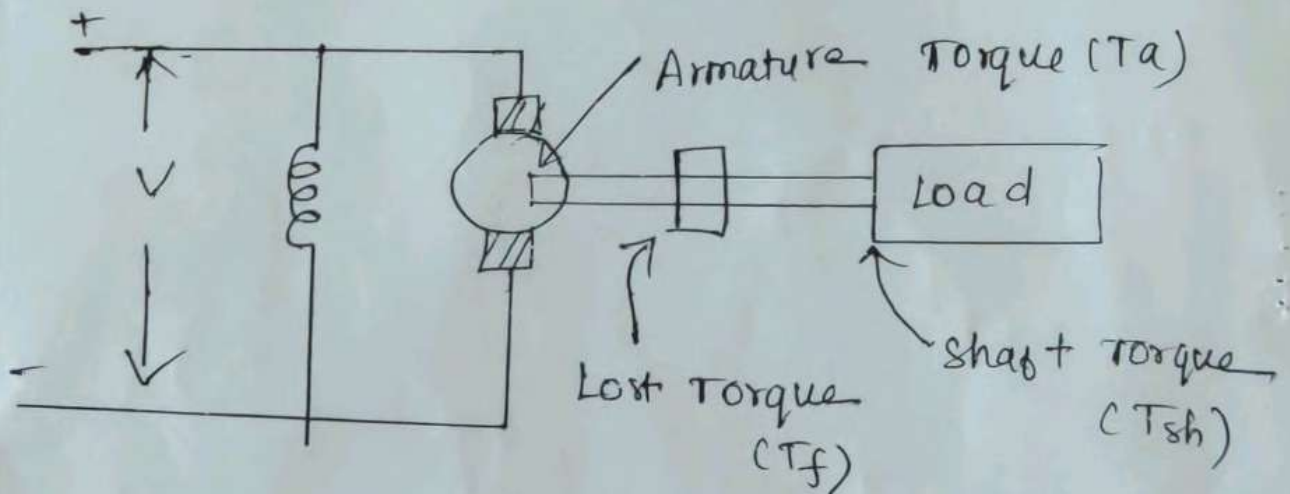 +
Armature Torque (Ta)
V
Load
-
Lost Torque
(Tf)
Shaft Torque
(Tsh)